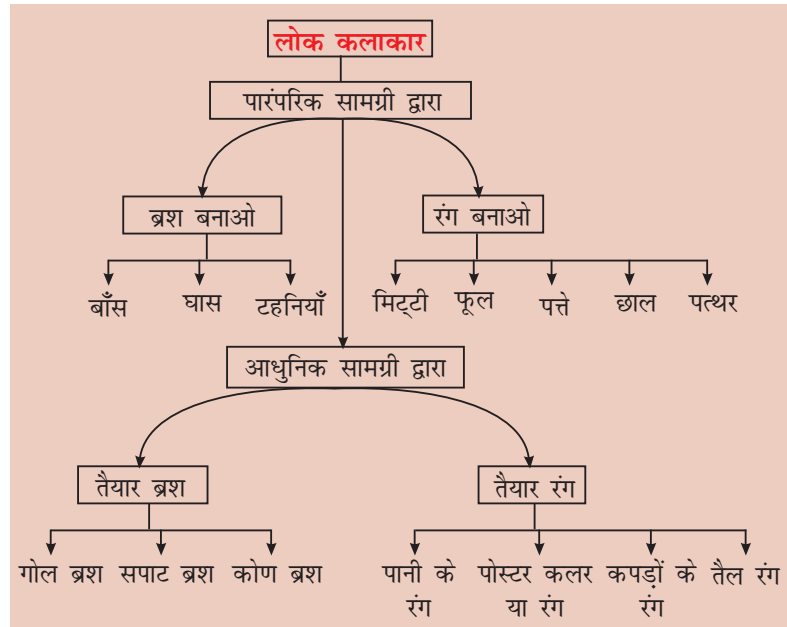 लोक कलाकार
पारंपरिक सामग्री द्वारा
ब्रश बनाओ
रंग बनाओ
बाँस
घास
टहनियाँ
मिट्टी
फूल
पत्ते
छाल
पत्थर
आधुनिक सामग्री द्वारा
तैयार ब्रश
तैयार रंग
गोल ब्रश
सपाट ब्रश
कोण ब्रश
पानी के
रंग
पोस्टर कलर
या रंग
कपड़ों के
रंग
तैल रंग